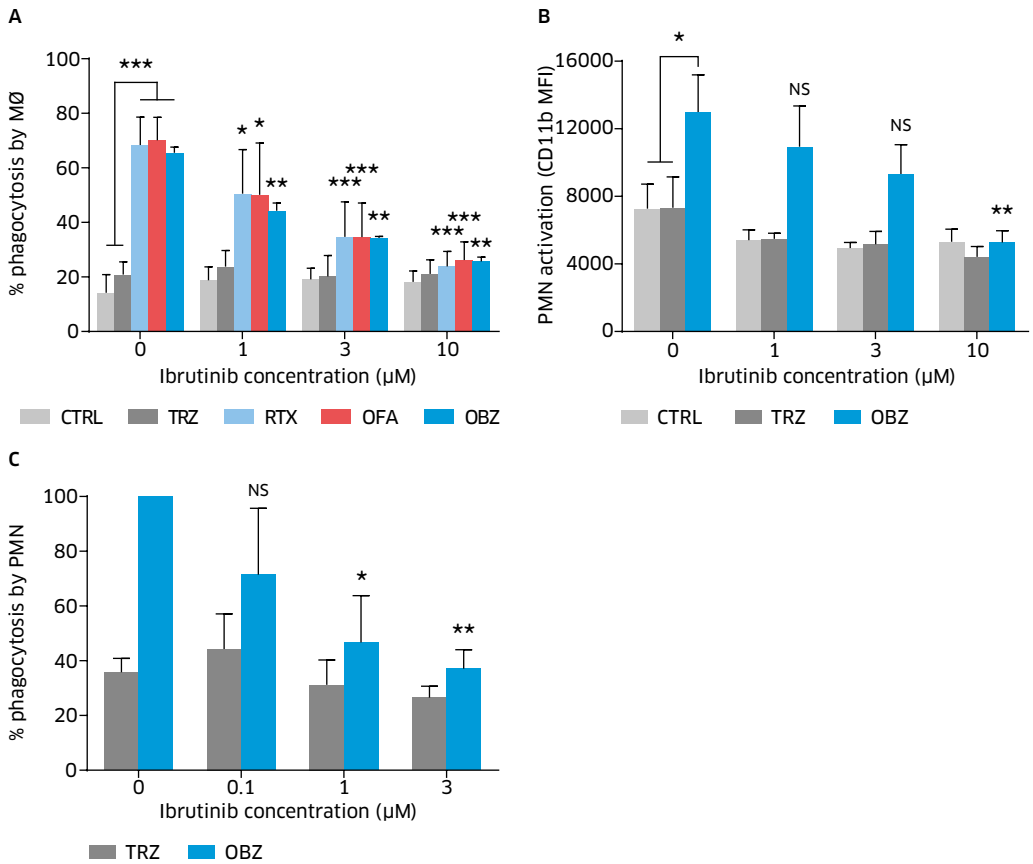 A
% phagocytosis by MØ
100
80
60
40
20
0
***
*
*
**
***
***
**
***
***
**
0 1 3 10
Ibrutinib concentration (µM)
CTRL TRZ RTX OFA OBZ
B
PMN activation (CD11b MFI)
16000
12000
8000
4000
0
*
NS
NS
**
0 1 3 10
Ibrutinib concentration (µM)
CTRL TRZ OBZ
C
% phagocytosis by PMN
100
80
60
40
20
0
NS
*
**
0 0.1 1 3
Ibrutinib concentration (µM)
TRZ OBZ